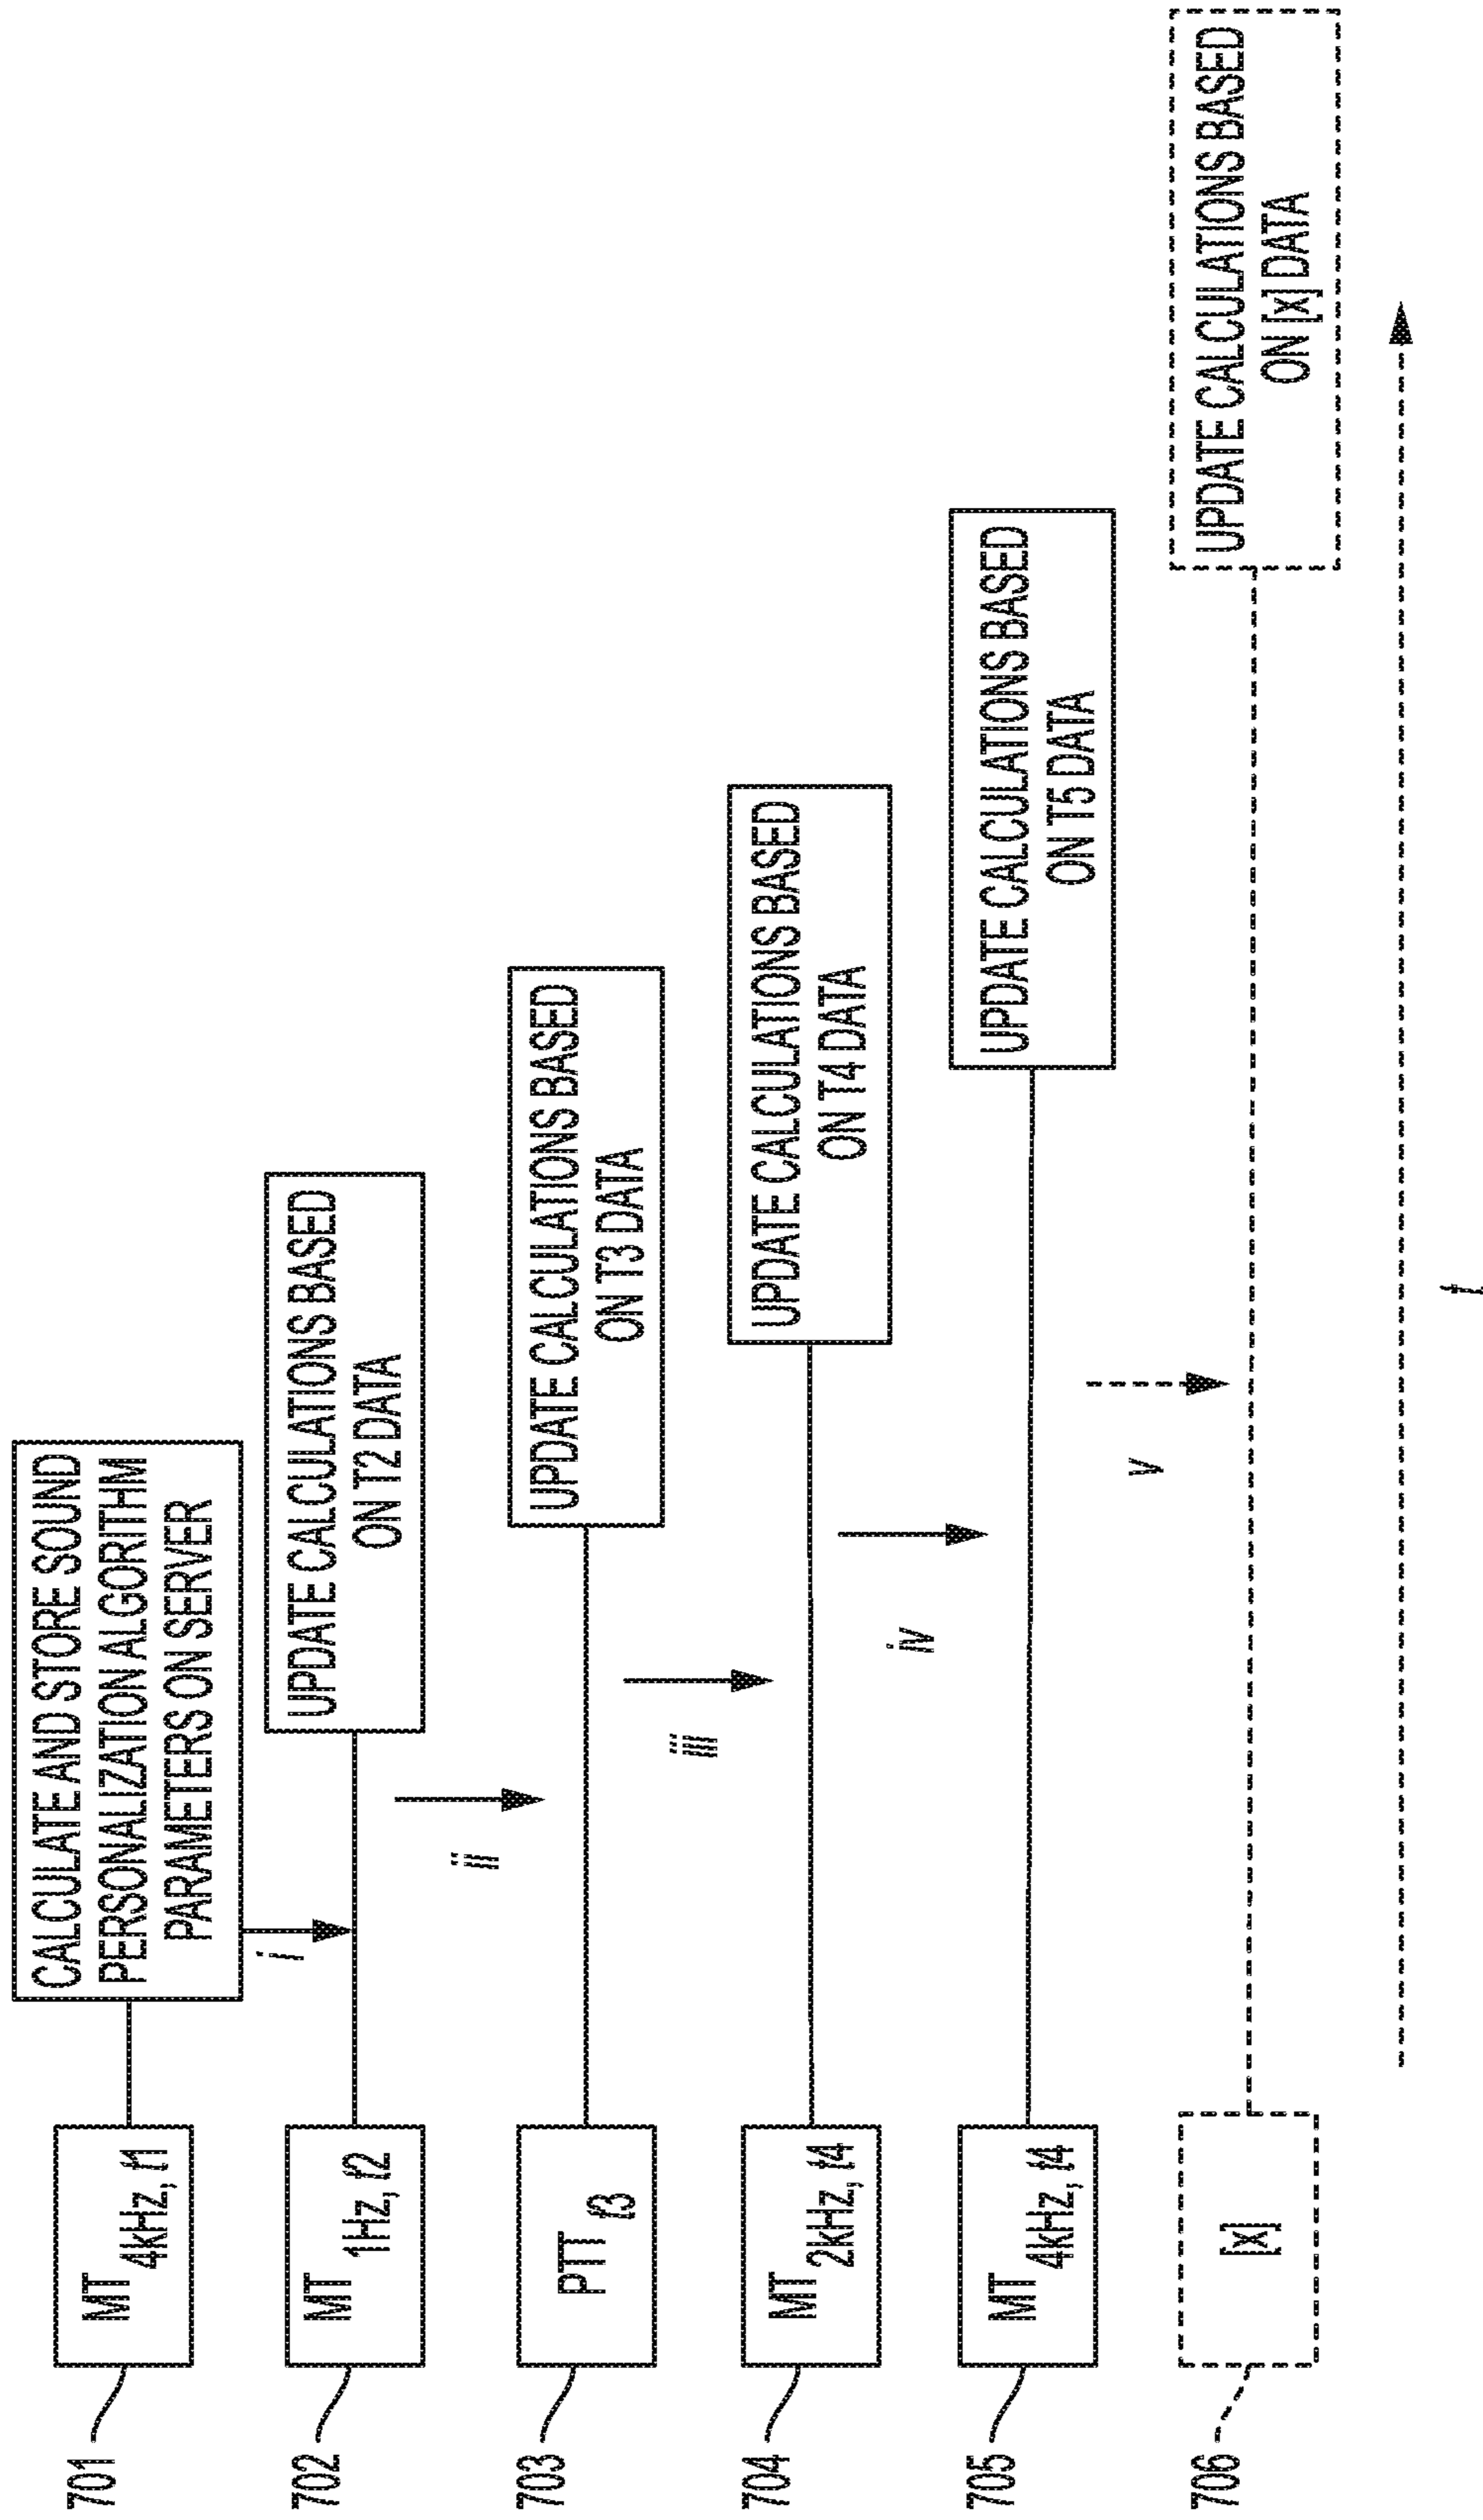 701
MT 4kHz, t1
CALCULATE AND STORE SOUND
PERSONALIZATION ALGORITHM
PARAMETERS ON SERVER
i
702
MT 1Hz, t2
UPDATE CALCULATIONS BASED
ON T2 DATA
ii
703
PTT t3
UPDATE CALCULATIONS BASED
ON T3 DATA
iii
704
MT 2kHz, t4
UPDATE CALCULATIONS BASED
ON T4 DATA
iv
705
MT 4kHz, t4
UPDATE CALCULATIONS BASED
ON T5 DATA
v
706
[x]
UPDATE CALCULATIONS BASED
ON [x] DATA
t